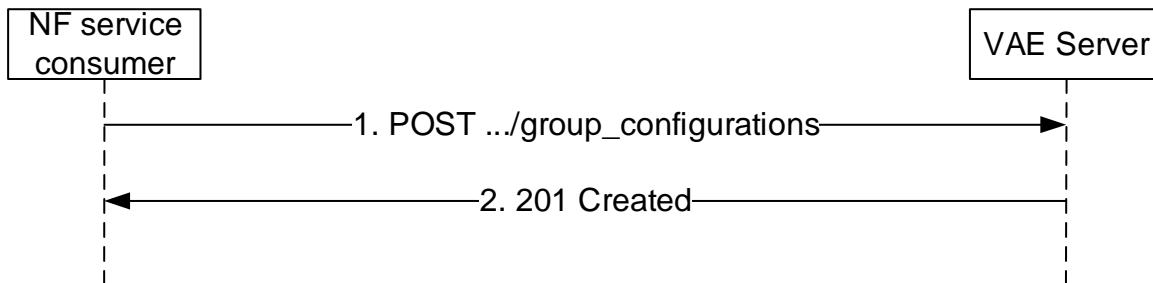 NF service
consumer
VAE Server
1. POST .../group_configurations
2. 201 Created